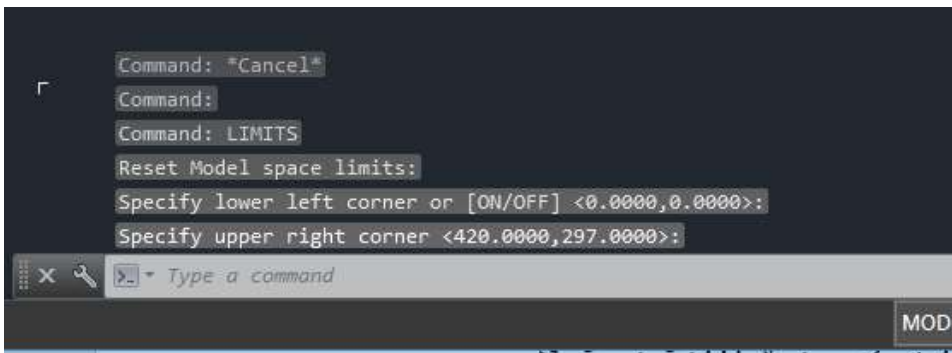 Command: *Cancel*
Command:
Command: LIMITS
Reset Model space limits:
Specify lower left corner or [ON/OFF] <0.0000,0.0000>:
Specify upper right corner <420.0000,297.0000>:
Type a command
MOD